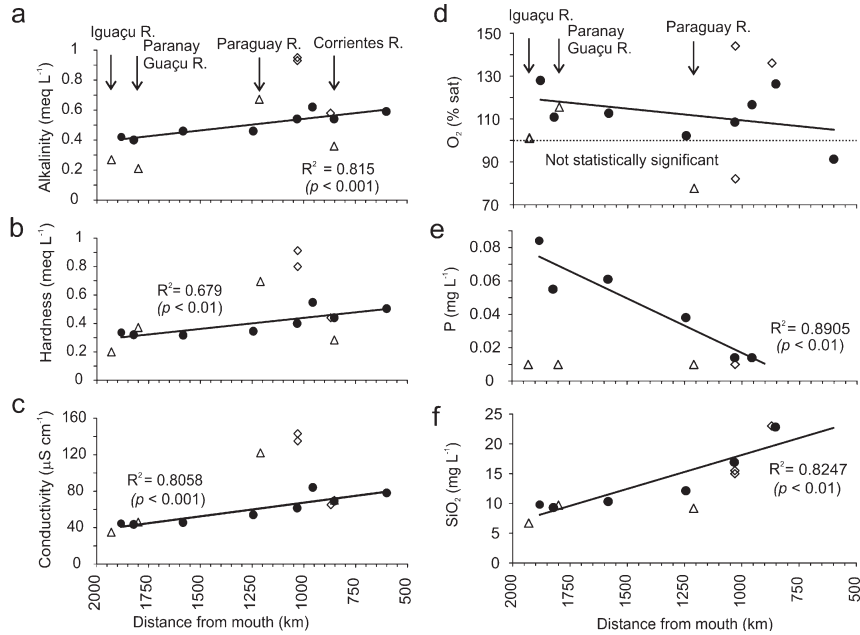 a
Iguaçu R.
Paranay
Guaçu R.
Paraguay R.
Corrientes R.
Alkalinity (meq L-1)
1
0.8
0.6
0.4
0.2
0
R2 = 0.815
(p < 0.001)
b
Hardness (meq L-1)
1
0.8
0.6
0.4
0.2
0
R2= 0.679
(p < 0.01)
c
Conductivity (µS cm-1)
160
120
80
40
0
R2 = 0.8058
(p < 0.001)
2000
1750
1500
1250
1000
750
500
Distance from mouth (km)
d
Iguaçu R.
Paranay
Guaçu R.
Paraguay R.
O2 (% sat)
150
130
110
90
70
Not statistically significant
e
P (mg L-1)
0.08
0.06
0.04
0.02
0
R2 = 0.8905
(p < 0.01)
f
SiO2 (mg L-1)
25
20
15
10
5
0
R2 = 0.8247
(p < 0.01)
2000
1750
1500
1250
1000
750
500
Distance from mouth (km)